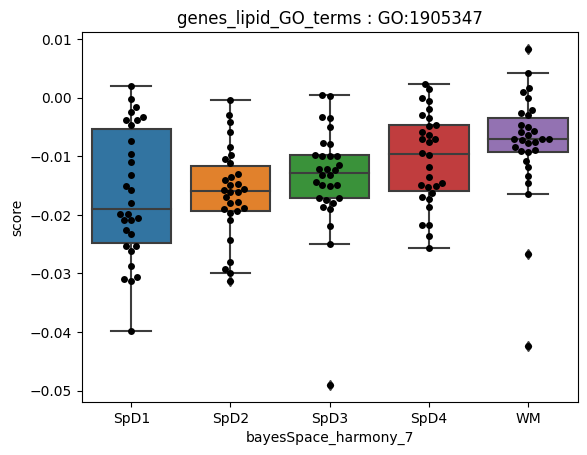 genes_lipid_GO_terms : GO:1905347
0.01
0.00
−0.01
−0.02
−0.03
−0.04
−0.05
score
SpD1 SpD2 SpD3 SpD4 WM
bayesSpace_harmony_7